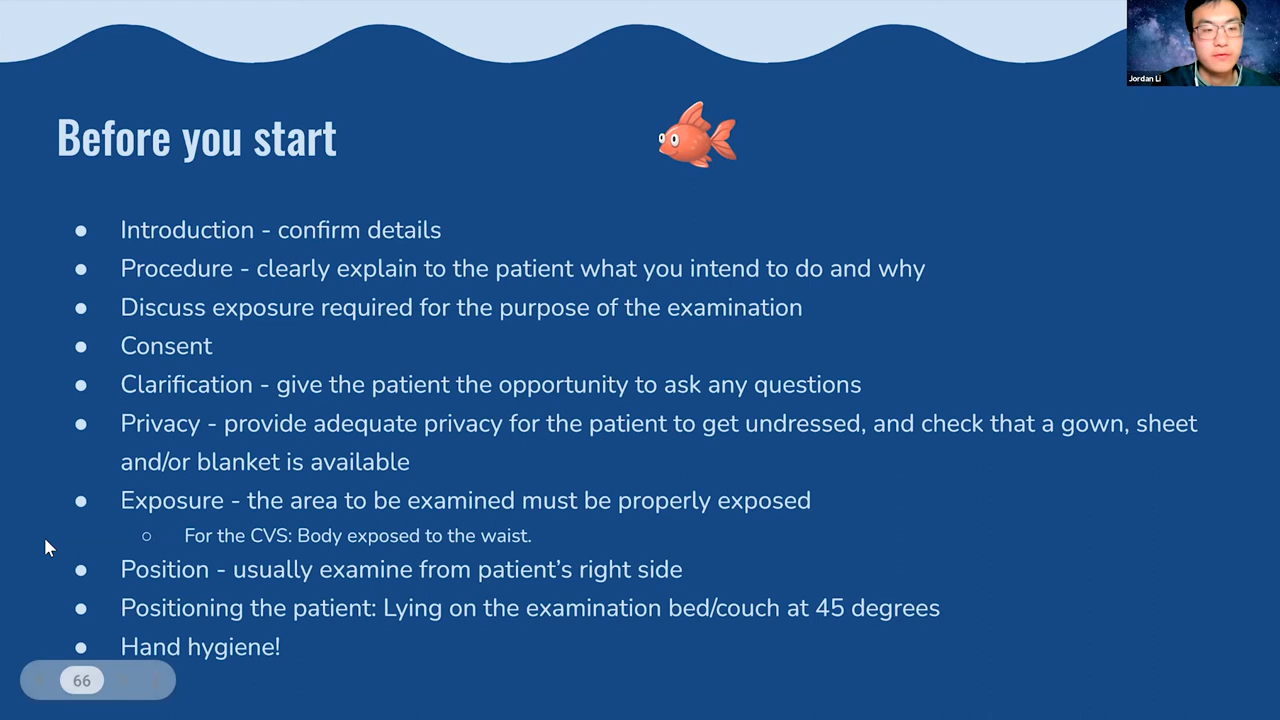 Jordan Li
Before you start
● Introduction - confirm details
● Procedure - clearly explain to the patient what you intend to do and why
● Discuss exposure required for the purpose of the examination
● Consent
● Clarification - give the patient the opportunity to ask any questions
● Privacy - provide adequate privacy for the patient to get undressed, and check that a gown, sheet
and/or blanket is available
● Exposure - the area to be examined must be properly exposed
○ For the CVS: Body exposed to the waist.
● Position - usually examine from patient’s right side
● Positioning the patient: Lying on the examination bed/couch at 45 degrees
● Hand hygiene!
66